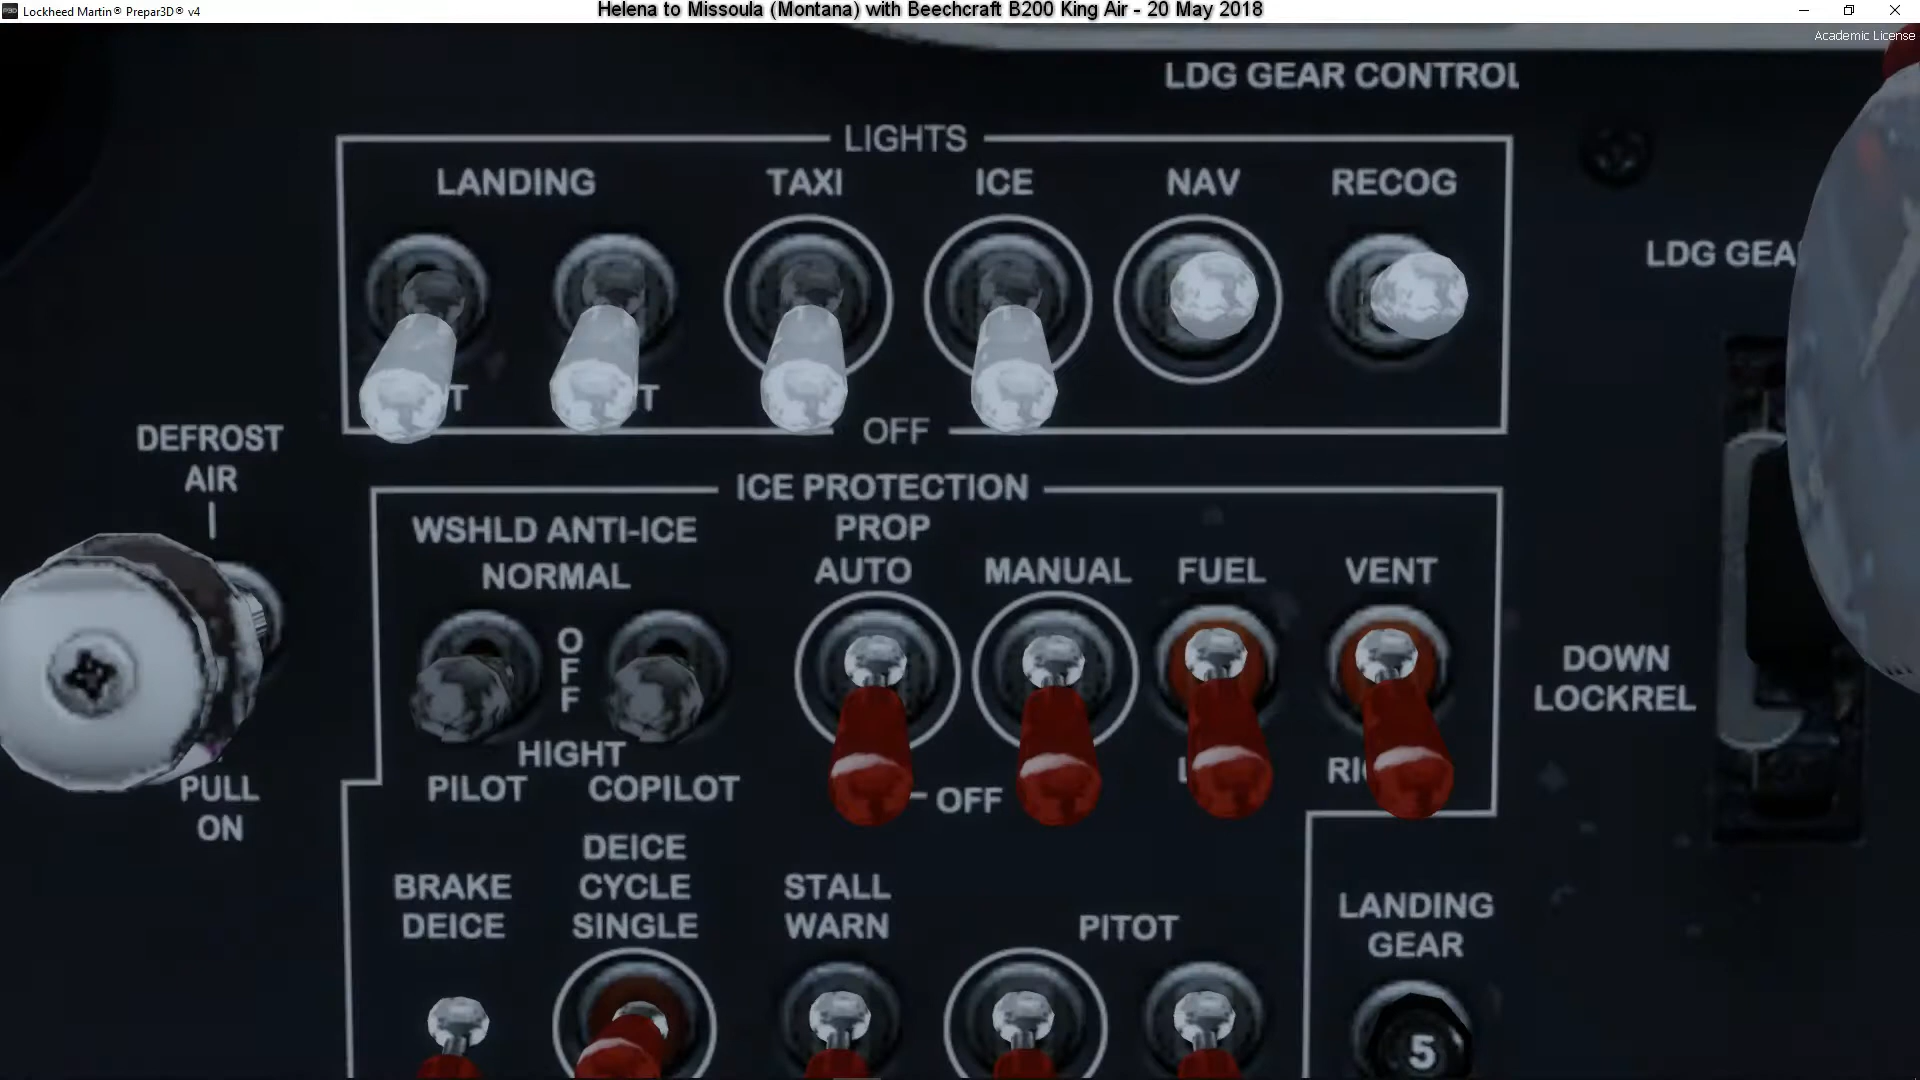 Lockheed Martin® Prepar3D® v4
Helena to Missoula (Montana) with Beechcraft B200 King Air - 20 May 2018
Academic License
LDG GEAR CONTROL
LIGHTS
LANDING TAXI ICE NAV RECOG
OFF
DEFROST
AIR
PULL
ON
ICE PROTECTION
WSHLD ANTI-ICE
NORMAL
OFF
HIGHT
PILOT COPILOT
PROP
AUTO MANUAL FUEL VENT
OFF
LDG
DOWN
LOCKREL
BRAKE
DEICE
DEICE
CYCLE
SINGLE
STALL
WARN
PITOT
LANDING
GEAR
5